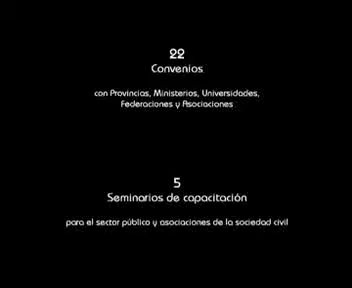 22
Convenios
con Provincias, Ministerios, Universidades,
Federaciones y Asociaciones
5
Seminarios de capacitación
para el sector público y asociaciones de la sociedad civil